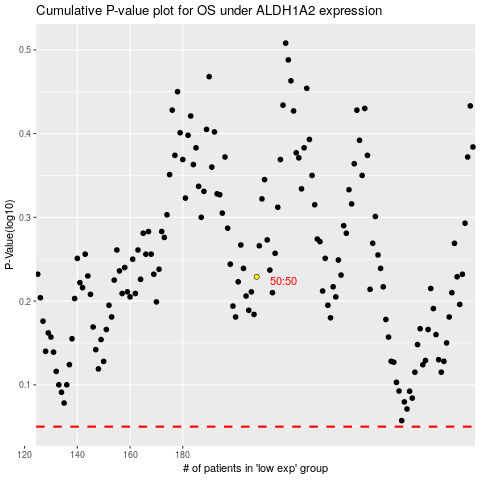 Cumulative P-value plot for OS under ALDH1A2 expression
P-Value(log10)
0.5
0.4
0.3
0.2
0.1
50:50
120 140 160 180
# of patients in 'low exp' group